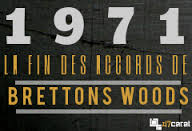 1971
LA FIN DES ACCORDS DE
BRETTONS WOODS